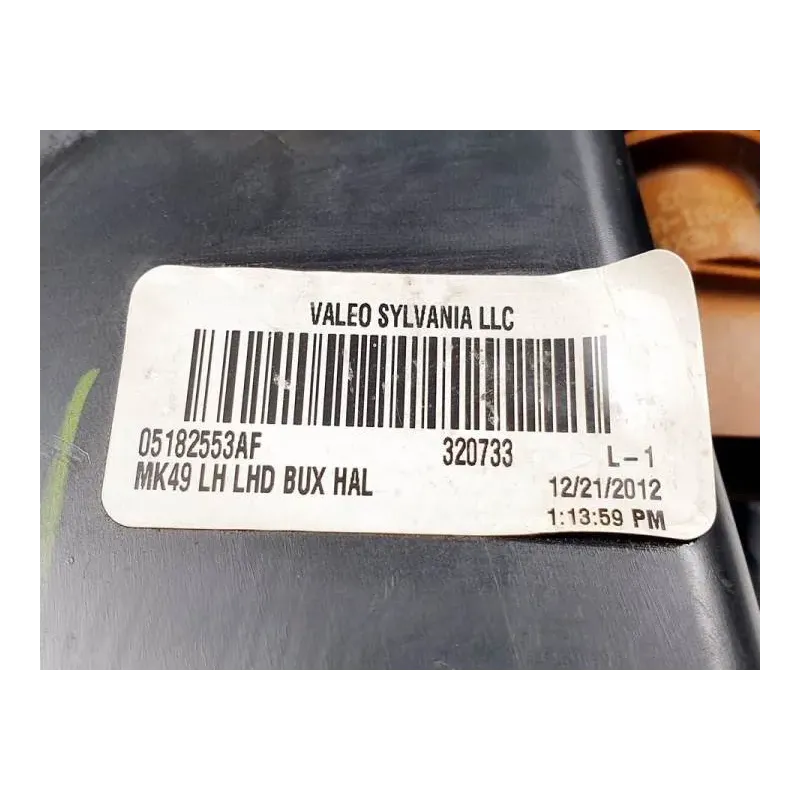 VALEO SYLVANIA LLC
05182553AF 320733 L-1
MK49 LH LHD BUX HAL 12/21/2012
1:13:59 PM